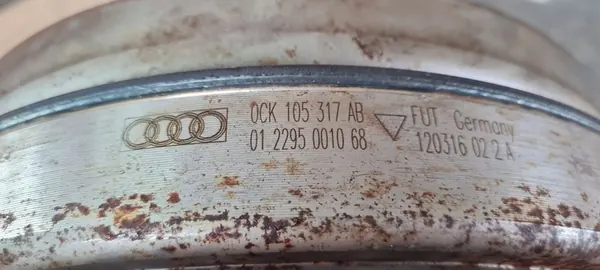 0CK 105 317 AB
01 2295 0010 68
FUT Germany
120316 02 2 A